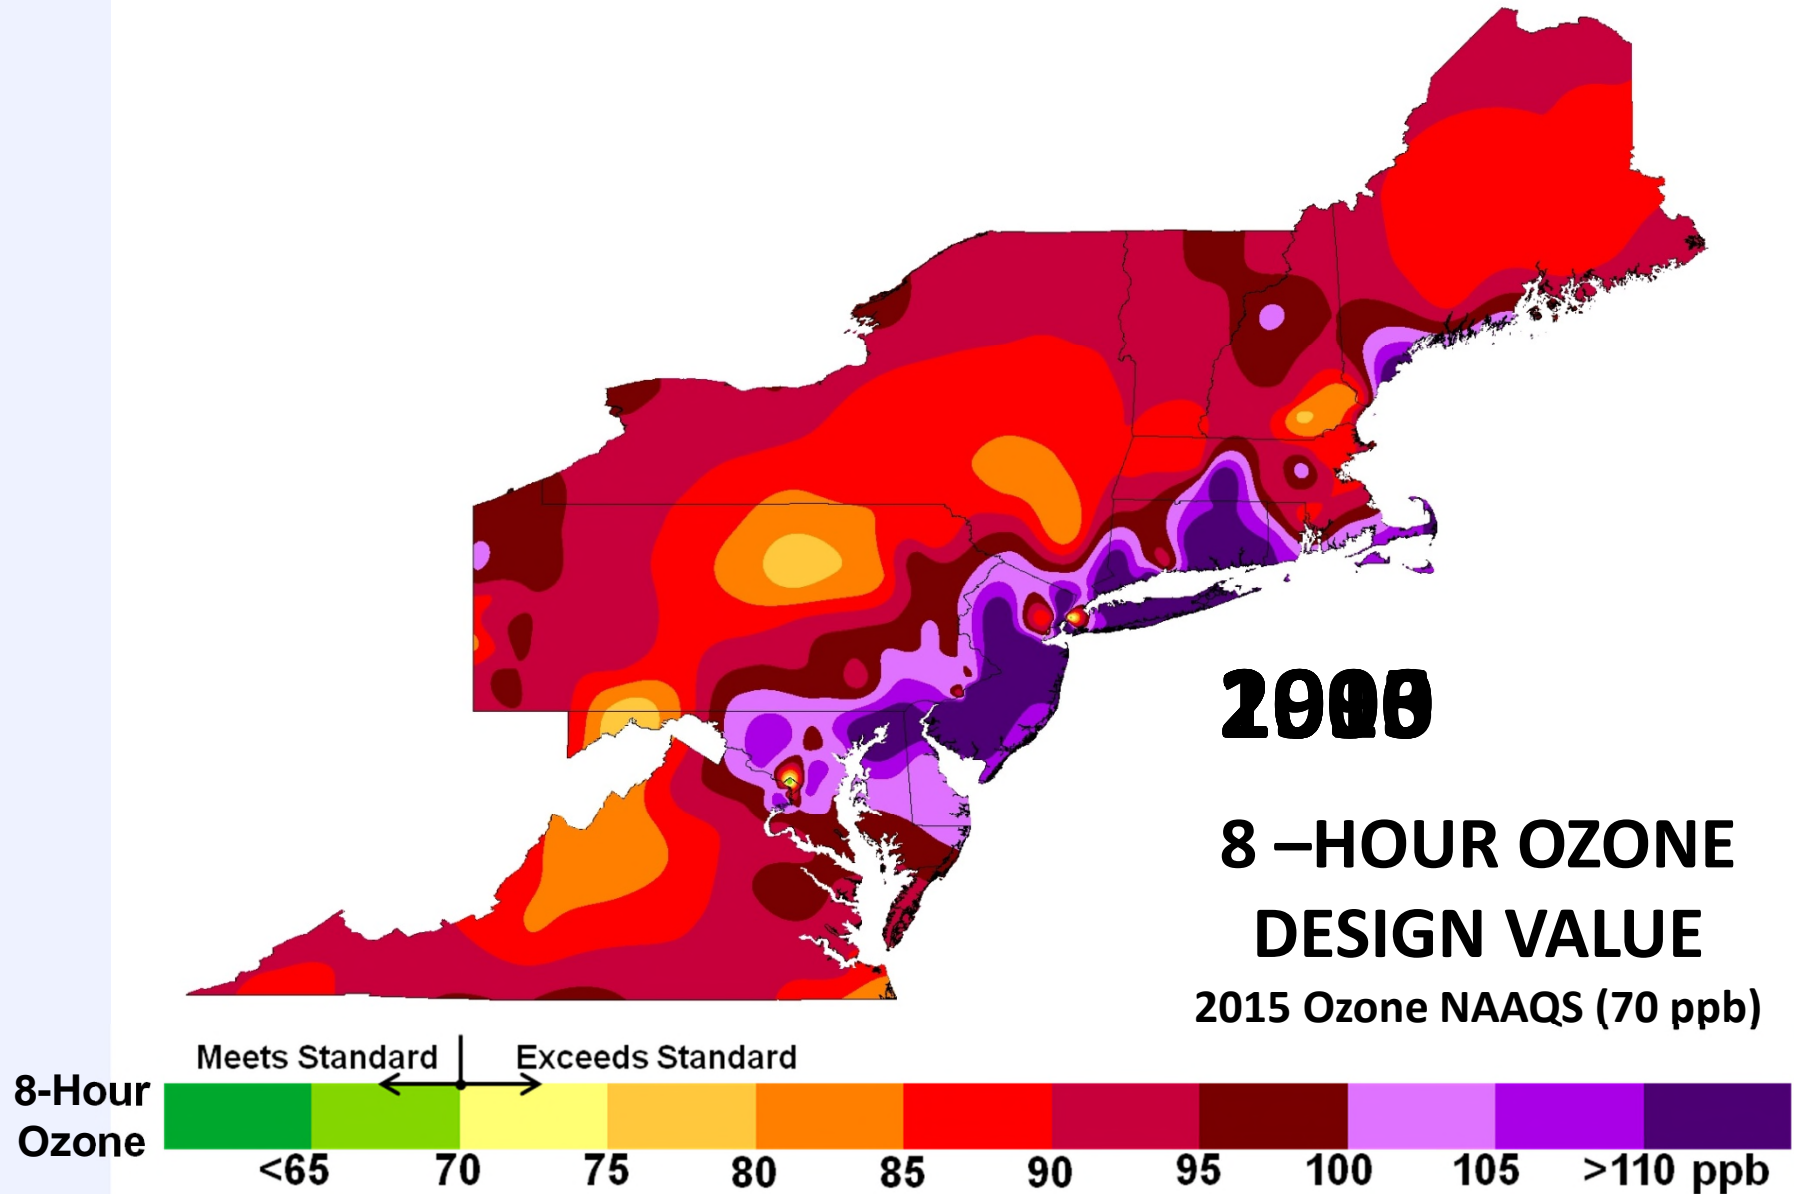 8 –HOUR OZONE
DESIGN VALUE
2015 Ozone NAAQS (70 ppb)
Meets Standard Exceeds Standard
8-Hour
Ozone
<65 70 75 80 85 90 95 100 105 >110 ppb